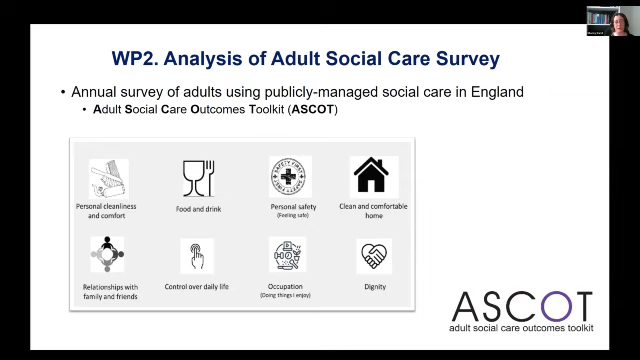 WP2. Analysis of Adult Social Care Survey
• Annual survey of adults using publicly-managed social care in England
• Adult Social Care Outcomes Toolkit (ASCOT)
Personal cleanliness
and comfort
Food and drink
SAFETY FIRST
Personal safety
(Feeling safe)
Clean and comfortable
home
Relationships with
family and friends
Control over daily life
Occupation
(Doing things I enjoy)
Dignity
ASCOT
adult social care outcomes toolkit